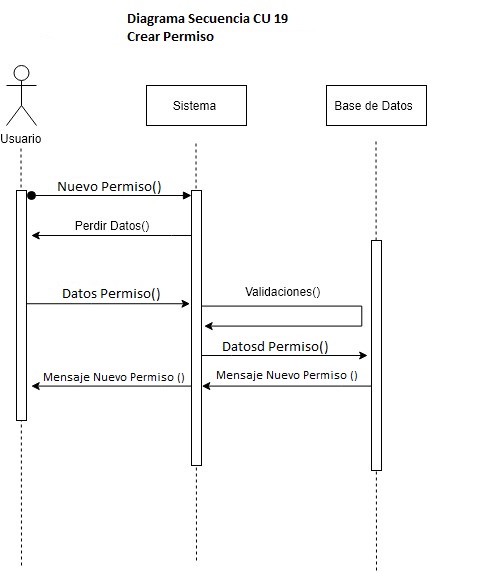 Diagrama Secuencia CU 19
Crear Permiso
Usuario
Sistema
Base de Datos
Nuevo Permiso()
Perdir Datos()
Datos Permiso()
Validaciones()
Datosd Permiso()
Mensaje Nuevo Permiso ()
Mensaje Nuevo Permiso ()